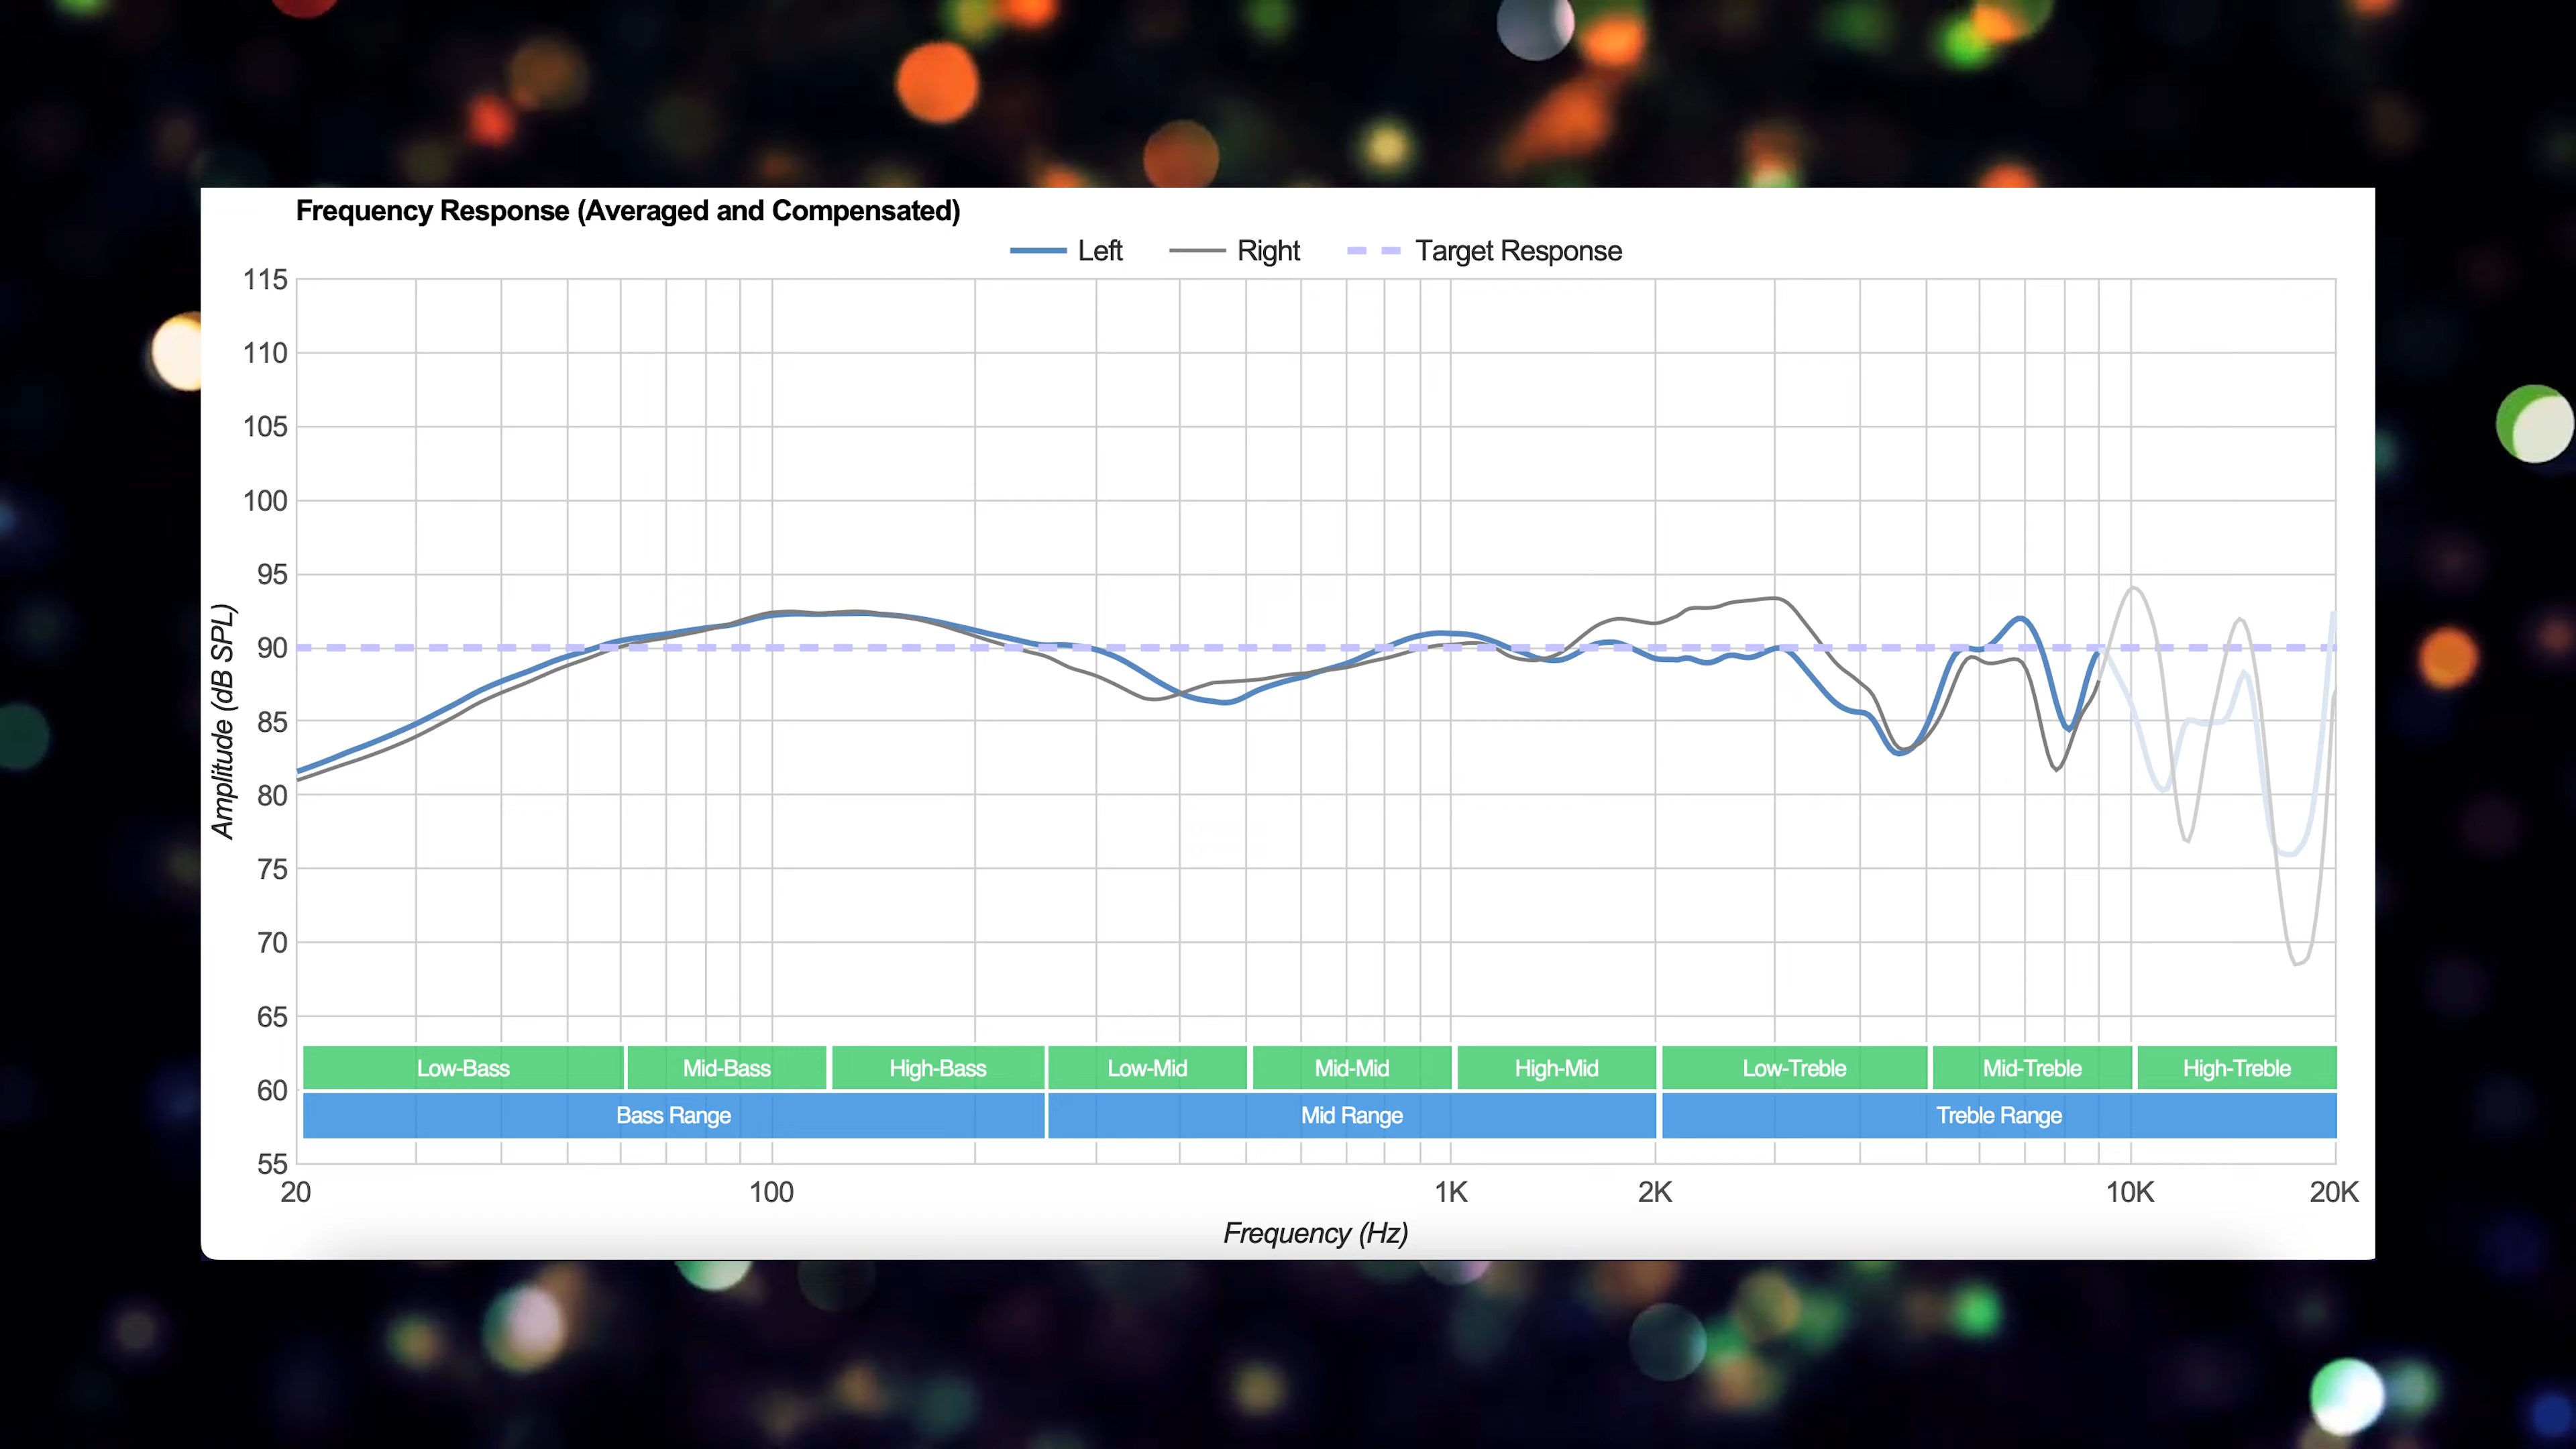 Frequency Response (Averaged and Compensated)
Left Right Target Response
115
110
105
100
95
90
85
80
75
70
65
60
55
Amplitude (dB SPL)
Low-Bass Mid-Bass High-Bass Low-Mid Mid-Mid High-Mid Low-Treble Mid-Treble High-Treble
Bass Range Mid Range Treble Range
20 100 1K 2K 10K 20K
Frequency (Hz)